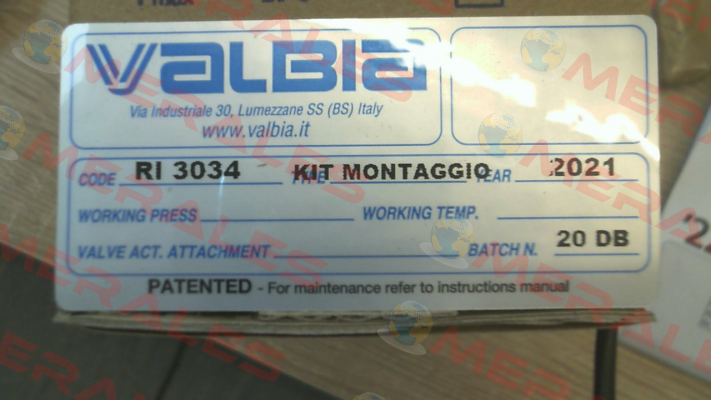 VALBIA
Via Industriale 30, Lumezzane SS (BS) Italy
www.valbia.it
CODE RI 3034 TYPE KIT MONTAGGIO YEAR 2021
WORKING PRESS. WORKING TEMP.
VALVE ACT. ATTACHMENT BATCH N. 20 DB
PATENTED - For maintenance refer to instructions manual
MERALES